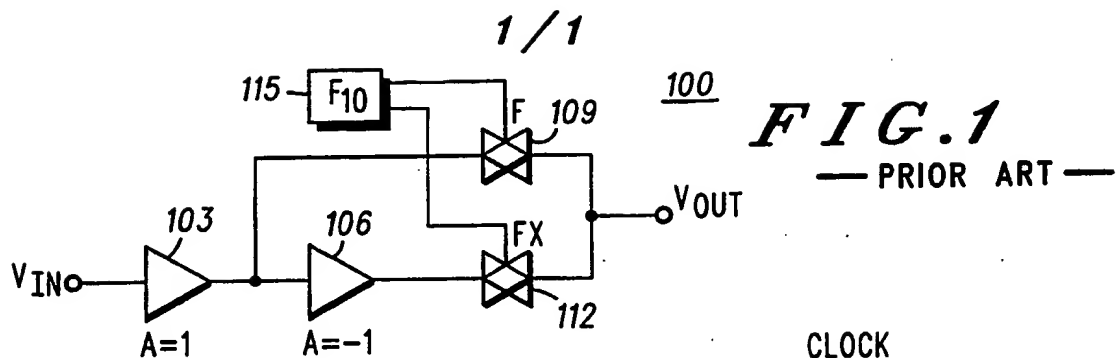 1/1
115
F10
F
109
100
FIG.1
— PRIOR ART —
VOUT
103
106
FX
VIN
112
A=1
A=-1
CLOCK